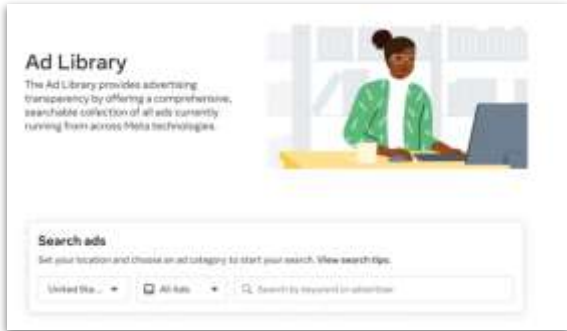 Ad Library
The Ad Library provides advertising
transparency by offering a comprehensive,
searchable collection of all ads currently
running from across Meta technologies.
Search ads
Set your location and choose an ad category to start your search. View search tips.
United Sta...
All Ads
Search by keyword or advertiser